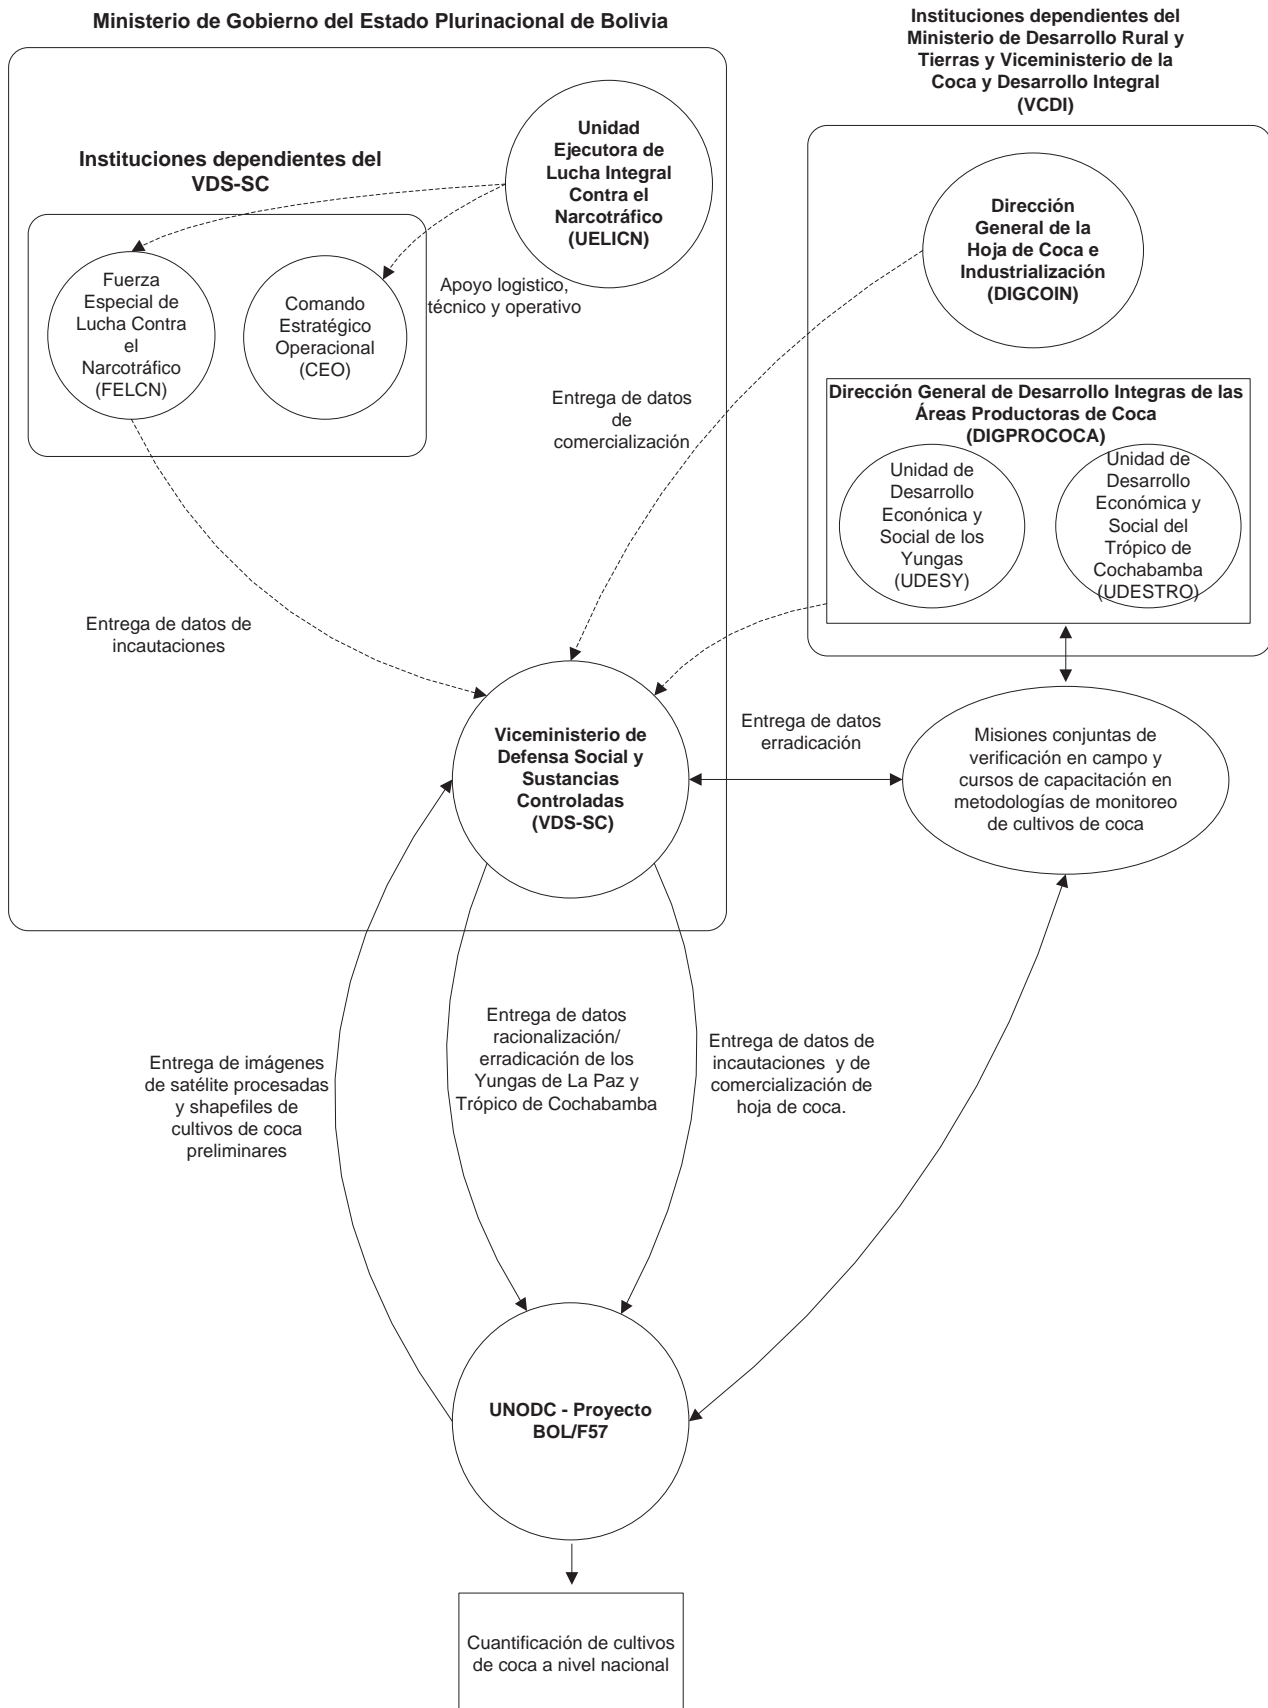 Ministerio de Gobierno del Estado Plurinacional de Bolivia
Instituciones dependientes del
Ministerio de Desarrollo Rural y
Tierras y Viceministerio de la
Coca y Desarrollo Integral
(VCDI)
Unidad
Ejecutora de
Lucha Integral
Contra el
Narcotráfico
(UELICN)
Instituciones dependientes del
VDS-SC
Fuerza
Especial de
Lucha Contra
el
Narcotráfico
(FELCN)
Comando
Estratégico
Operacional
(CEO)
Apoyo logistico,
técnico y operativo
Dirección
General de la
Hoja de Coca e
Industrialización
(DIGCOIN)
Entrega de datos
de
comercialización
Dirección General de Desarrollo Integras de las
Áreas Productoras de Coca
(DIGPROCOCA)
Unidad de
Desarrollo
Econónica y
Social de los
Yungas
(UDESY)
Unidad de
Desarrollo
Económica y
Social del
Trópico de
Cochabamba
(UDESTRO)
Entrega de datos de
incautaciones
Viceministerio de
Defensa Social y
Sustancias
Controladas
(VDS-SC)
Entrega de datos
erradicación
Misiones conjuntas de
verificación en campo y
cursos de capacitación en
metodologías de monitoreo
de cultivos de coca
Entrega de imágenes
de satélite procesadas
y shapefiles de
cultivos de coca
preliminares
Entrega de datos
racionalización/
erradicación de los
Yungas de La Paz y
Trópico de Cochabamba
Entrega de datos de
incautaciones y de
comercialización de
hoja de coca.
UNODC - Proyecto
BOL/F57
Cuantificación de cultivos
de coca a nivel nacional